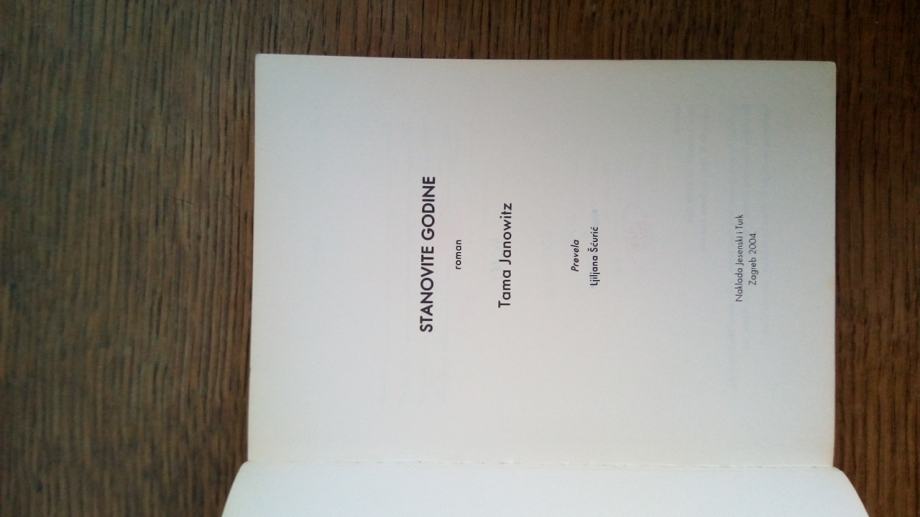 STANOVITE GODINE
roman
Tama Janowitz
Prevela
Ljiljana Šćurić
Naklada Jesenski i Turk
Zagreb 2004.